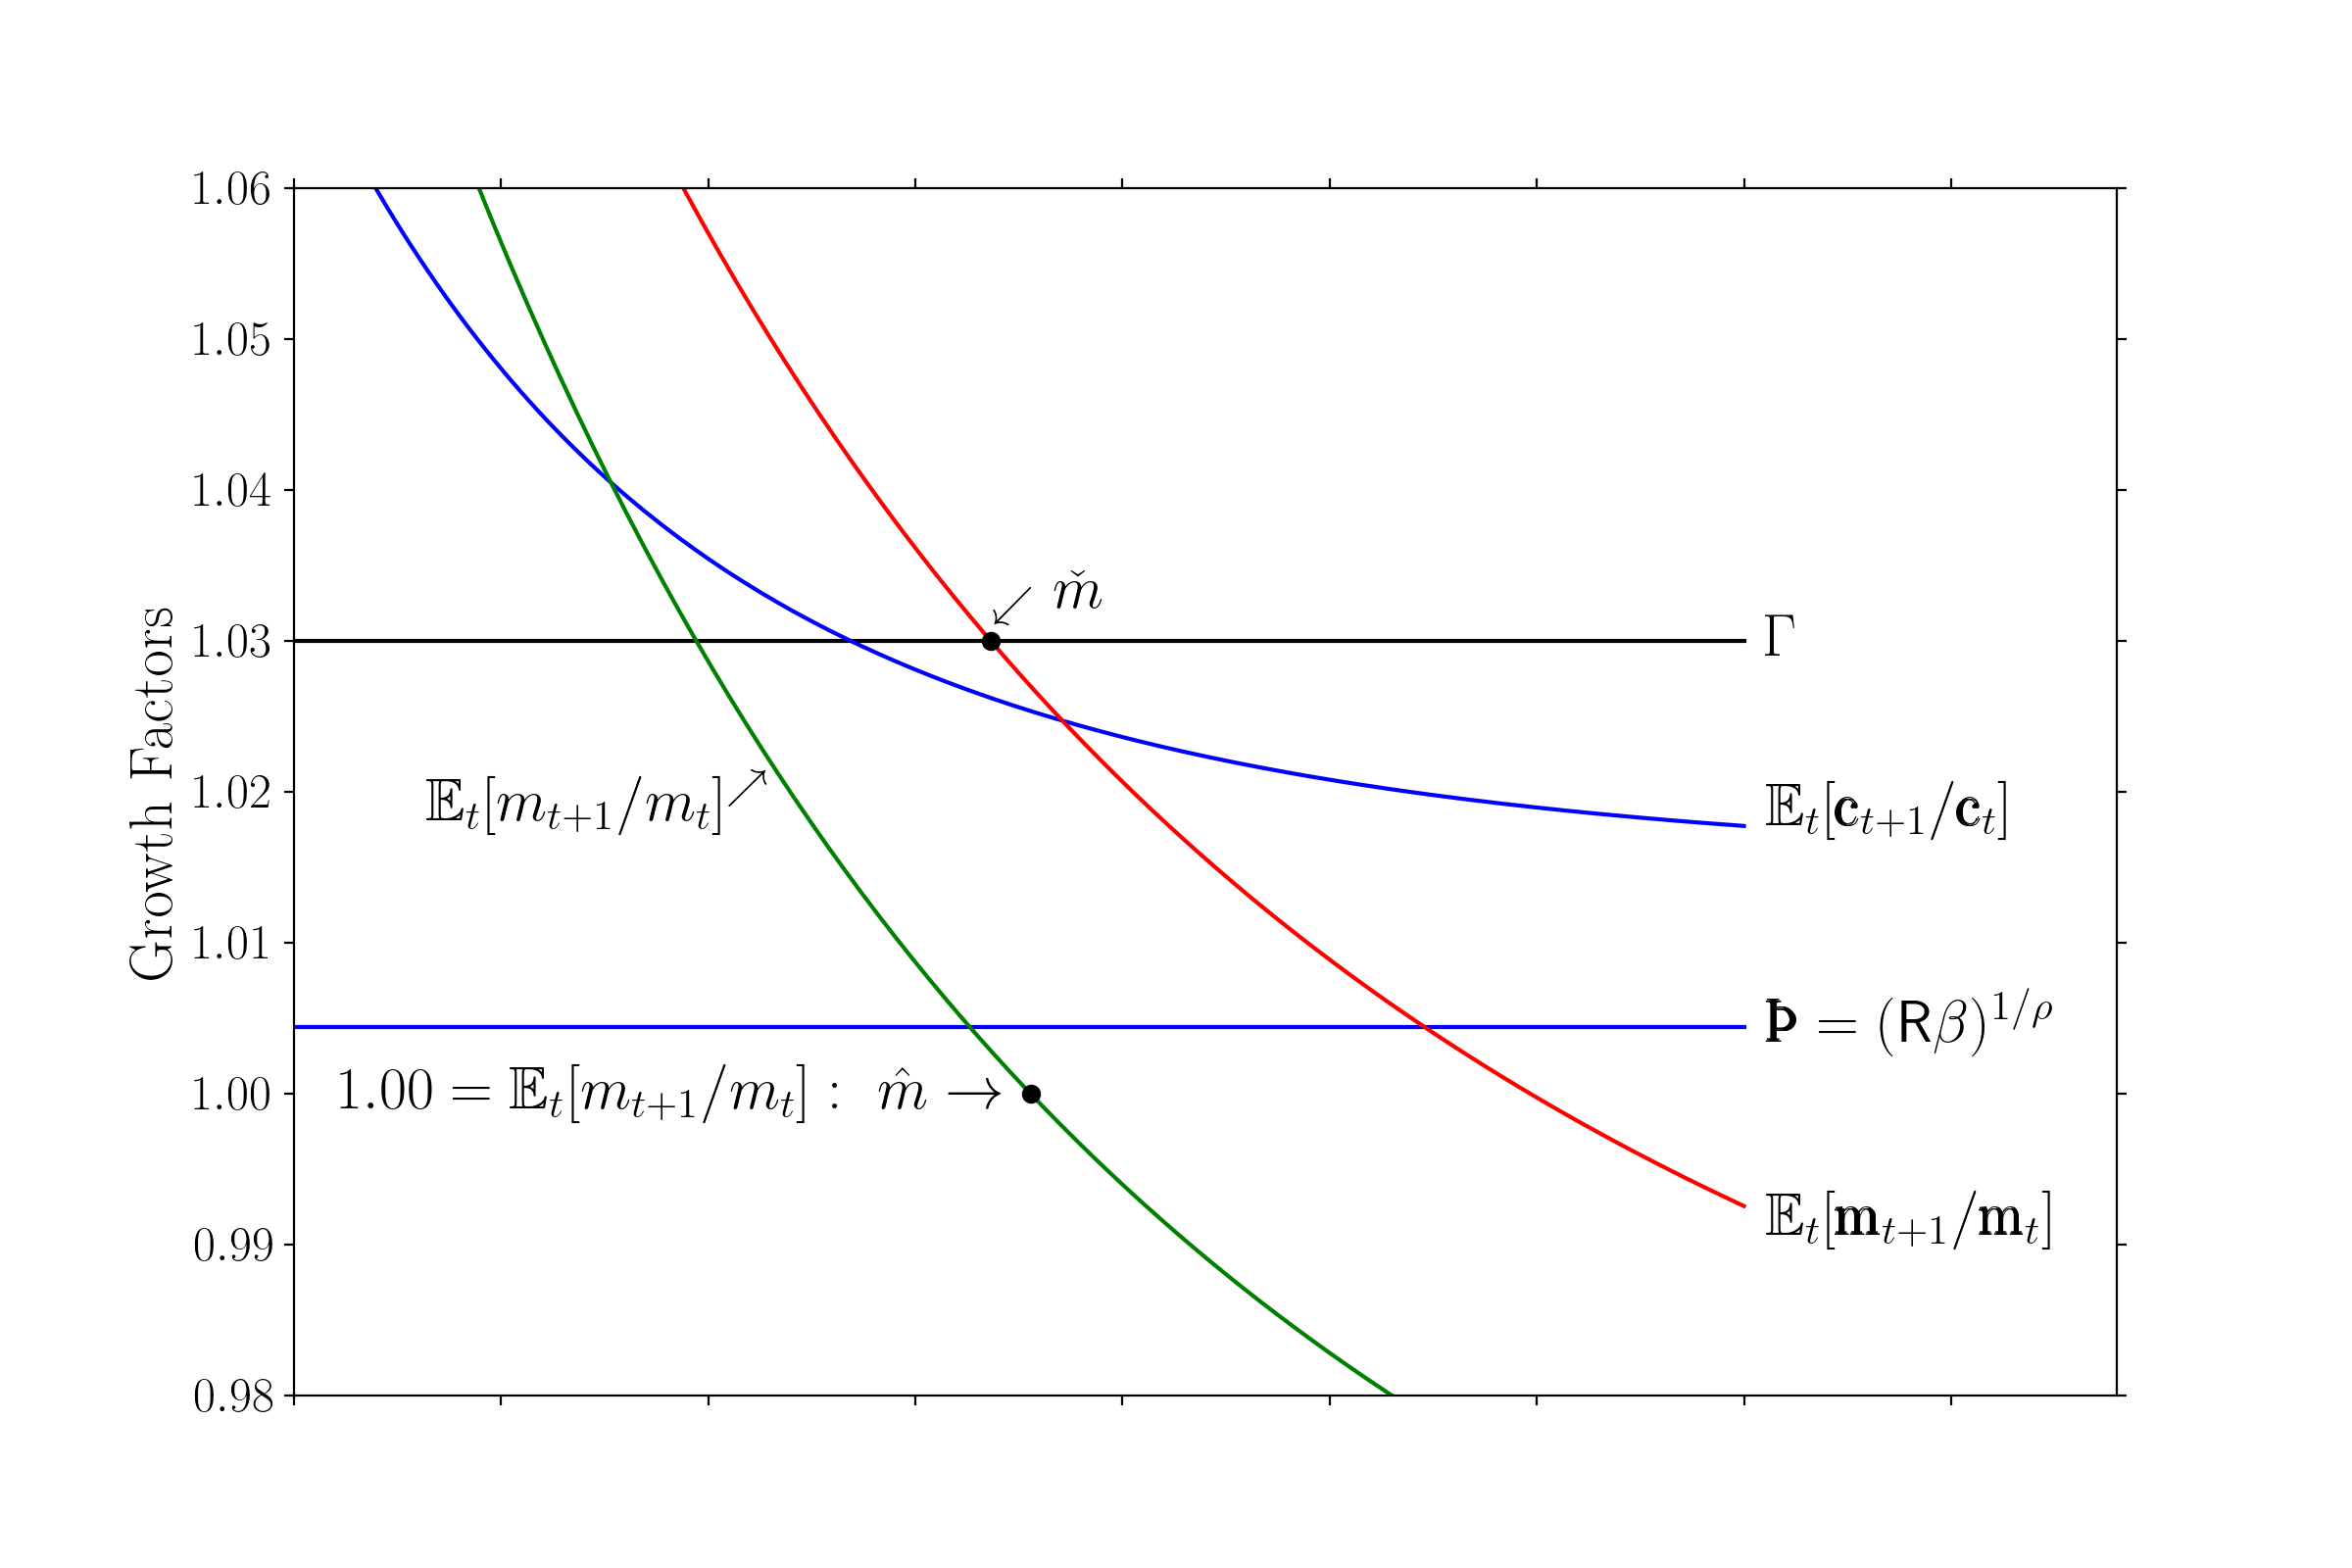 Growth Factors
1.06
1.05
1.04
1.03
1.02
1.01
1.00
0.99
0.98
m̌
Γ
𝔼ₜ[mₜ₊₁/mₜ]
𝔼ₜ[𝐜ₜ₊₁/𝐜ₜ]
Þ = (Rβ)^{1/ρ}
1.00 = 𝔼ₜ[mₜ₊₁/mₜ] : m̂ →
𝔼ₜ[𝐦ₜ₊₁/𝐦ₜ]